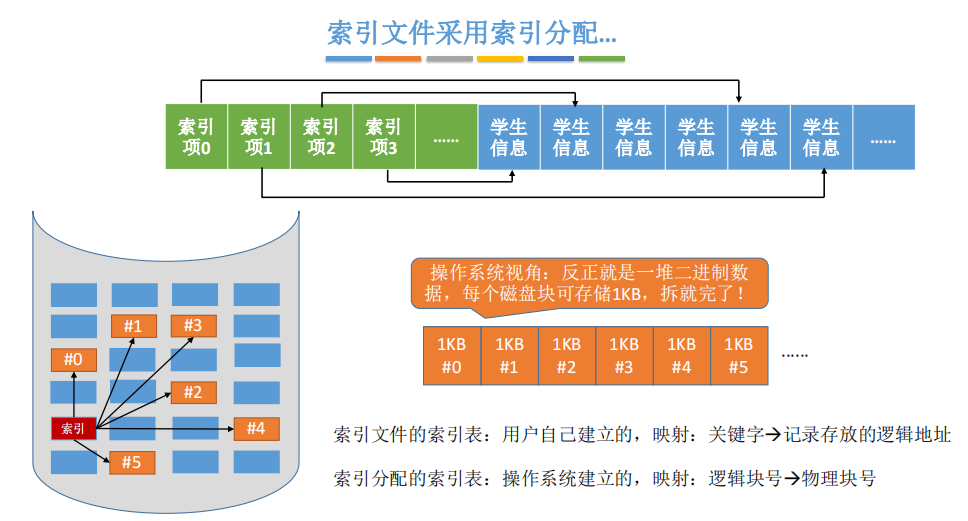 索引文件采用索引分配...
索引项0 索引项1 索引项2 索引项3 …… 学生信息 学生信息 学生信息 学生信息 学生信息 学生信息 ……
操作系统视角：反正就是一堆二进制数
据，每个磁盘块可存储1KB，拆就完了！
1KB #0 1KB #1 1KB #2 1KB #3 1KB #4 1KB #5 ……
#1 #3
#0
#2
索引 #4
#5
索引文件的索引表：用户自己建立的，映射：关键字→记录存放的逻辑地址
索引分配的索引表：操作系统建立的，映射：逻辑块号→物理块号